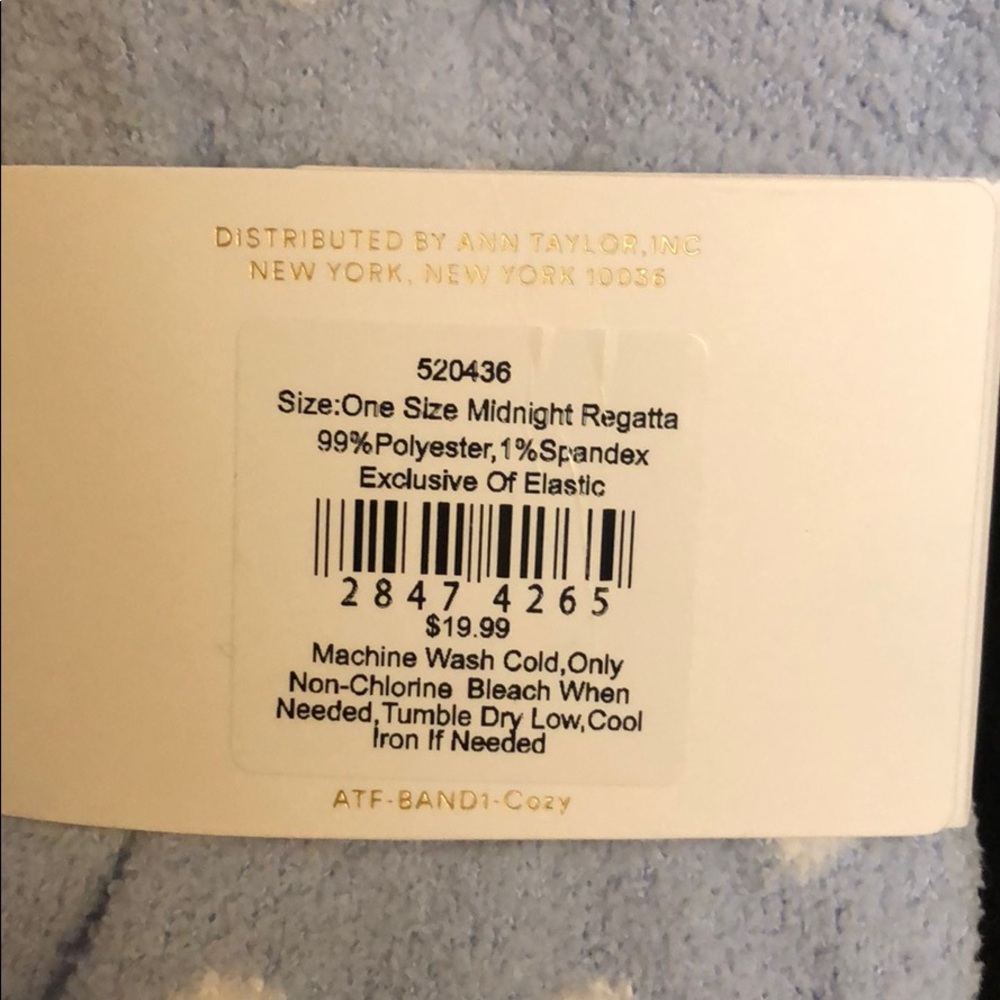 DISTRIBUTED BY ANN TAYLOR, INC
NEW YORK, NEW YORK 10036
520436
Size:One Size Midnight Regatta
99%Polyester,1%Spandex
Exclusive Of Elastic
2847 4265
$19.99
Machine Wash Cold,Only
Non-Chlorine Bleach When
Needed,Tumble Dry Low,Cool
Iron If Needed
ATF-BAND1-Cozy